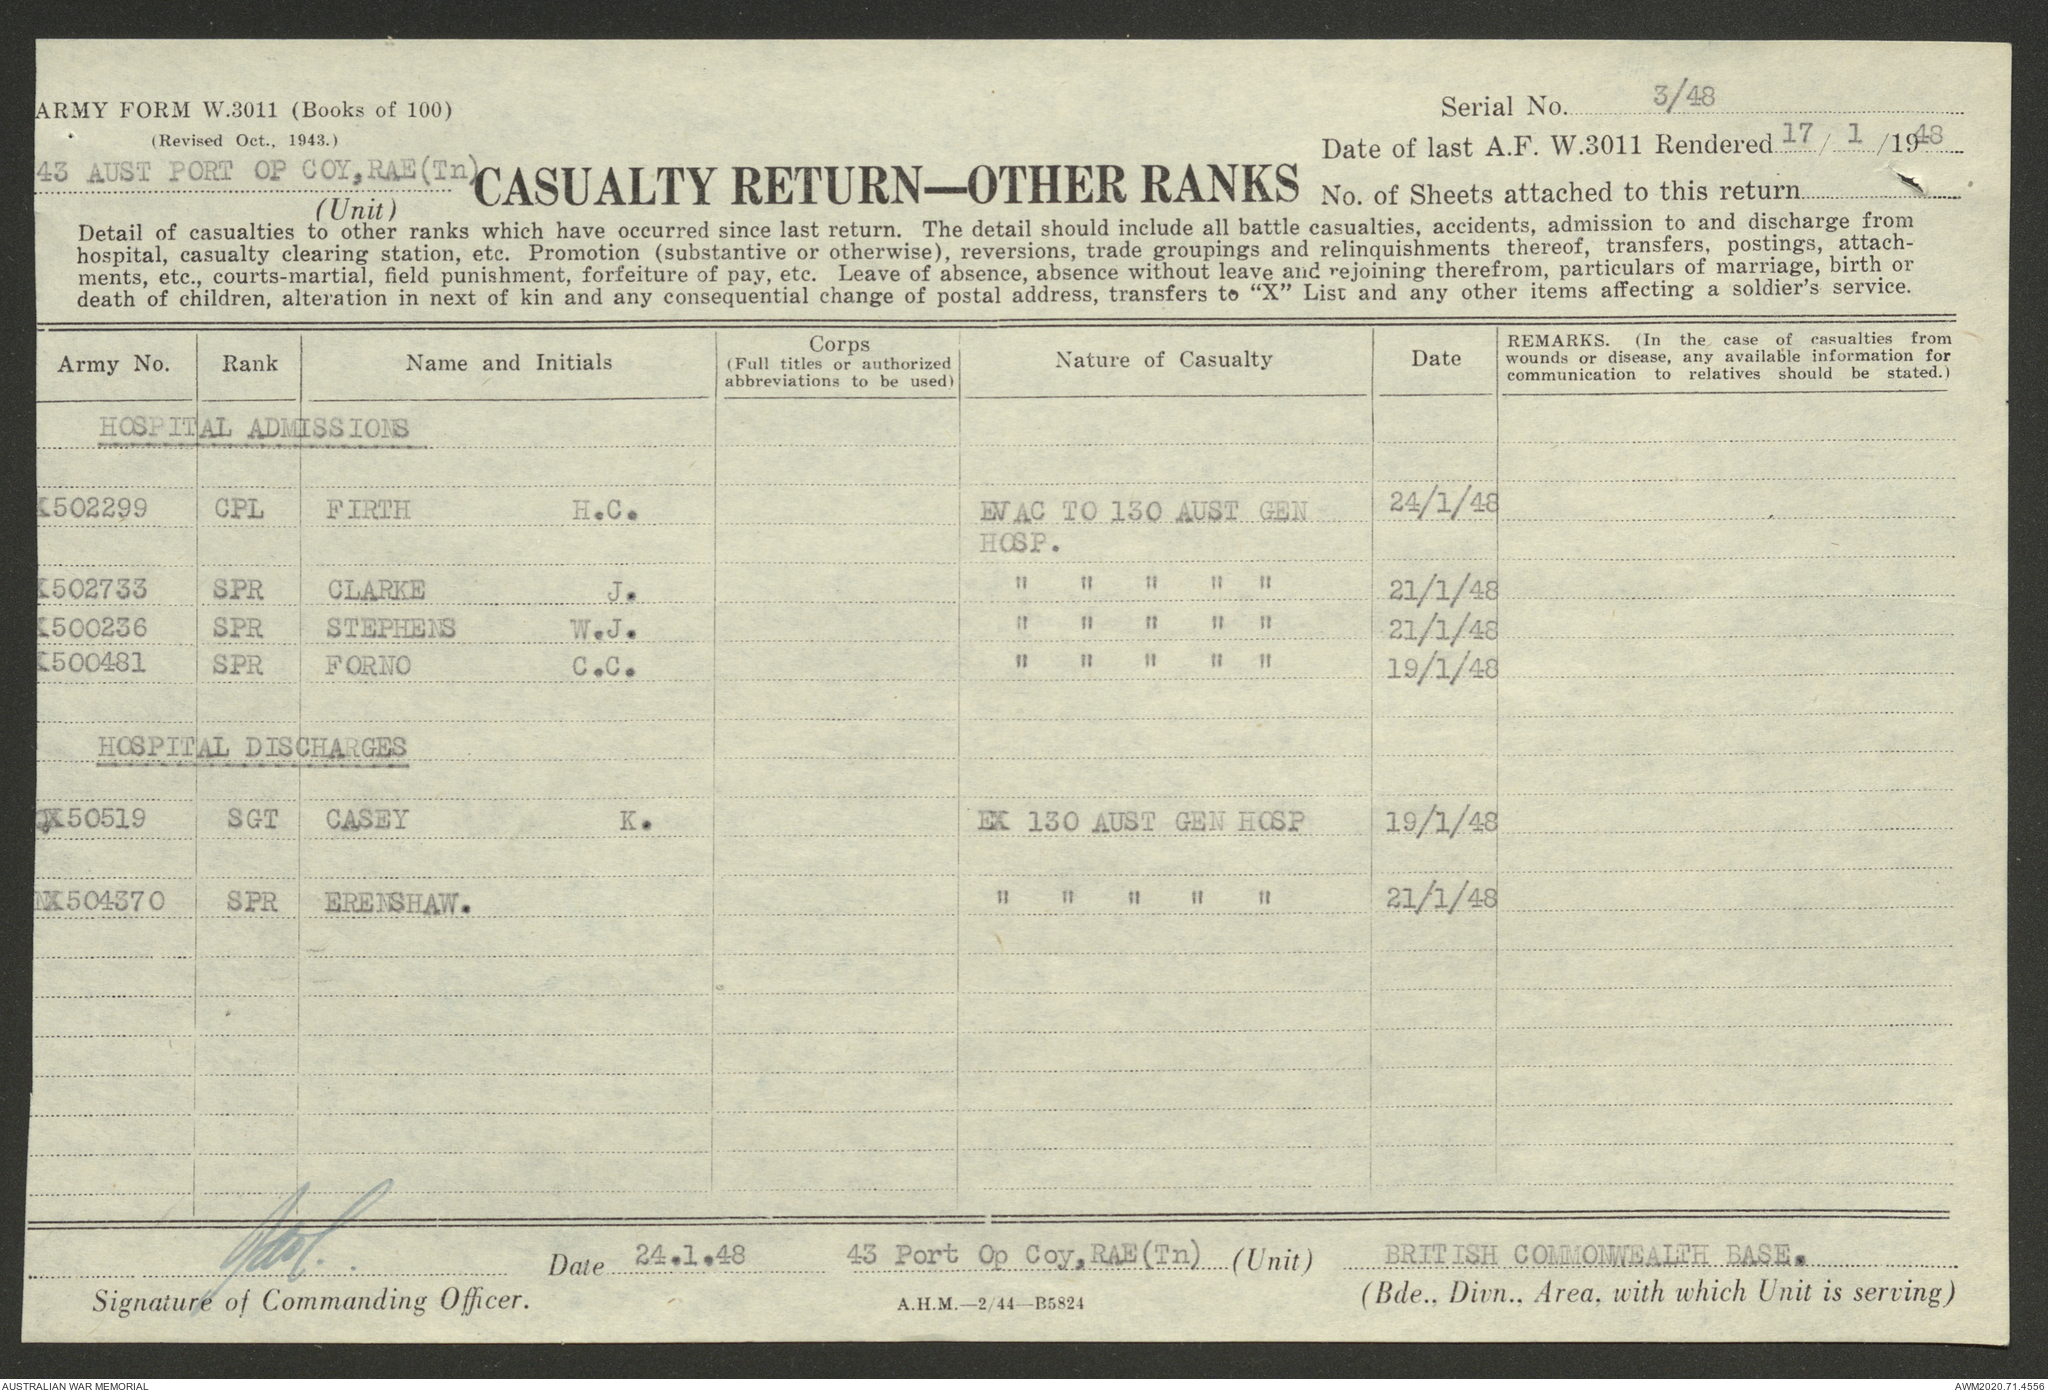 ARMY FORM W.3011 (Books of 100)
(Revised Oct., 1943.)
43 AUST PORT OP COY,RAE(Tn)
(Unit)
CASUALTY RETURN—OTHER RANKS
Serial No. 3/48
Date of last A.F. W.3011 Rendered 17/ 1 /1948
No. of Sheets attached to this return
Detail of casualties to other ranks which have occurred since last return. The detail should include all battle casualties, accidents, admission to and discharge from
hospital, casualty clearing station, etc. Promotion (substantive or otherwise), reversions, trade groupings and relinquishments thereof, transfers, postings, attach-
ments, etc., courts-martial, field punishment, forfeiture of pay, etc. Leave of absence, absence without leave and rejoining therefrom, particulars of marriage, birth or
death of children, alteration in next of kin and any consequential change of postal address, transfers to "X" List and any other items affecting a soldier's service.
Army No. Rank Name and Initials Corps (Full titles or authorized abbreviations to be used) Nature of Casualty Date REMARKS. (In the case of casualties from wounds or disease, any available information for communication to relatives should be stated.)
HOSPITAL ADMISSIONS
X502299 CPL FIRTH H.C. EVAC TO 130 AUST GEN 24/1/48
HOSP.
X502733 SPR CLARKE J. " " " " " 21/1/48
X500236 SPR STEPHENS W.J. " " " " " 21/1/48
X500481 SPR FORNO C.C. " " " " " 19/1/48
HOSPITAL DISCHARGES
QX50519 SGT CASEY K. EX 130 AUST GEN HOSP 19/1/48
NX504370 SPR ERENSHAW. " " " " " 21/1/48
Date 24.1.48 43 Port Op Coy,RAE(Tn) (Unit) BRITISH COMMONWEALTH BASE.
Signature of Commanding Officer. A.H.M.—2/44—B5824 (Bde., Divn., Area, with which Unit is serving)
AUSTRALIAN WAR MEMORIAL AWM2020.71.4556